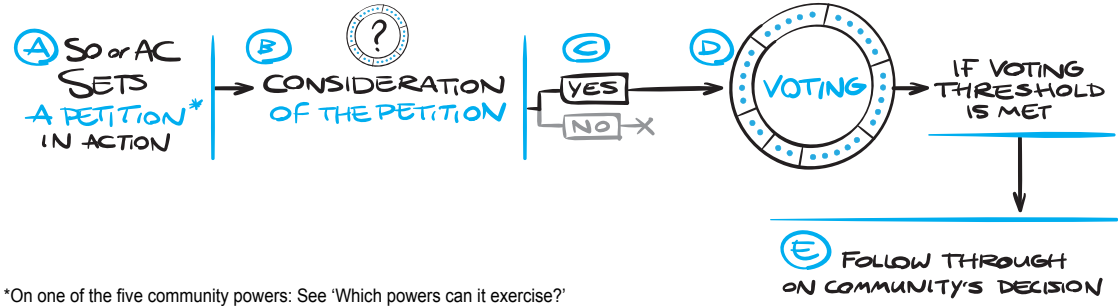 A SO or AC
SETS
A PETITION*
IN ACTION
B
?
CONSIDERATION
OF THE PETITION
C
YES
NO
D
VOTING
IF VOTING
THRESHOLD
IS MET
E FOLLOW THROUGH
ON COMMUNITY'S DECISION
*On one of the five community powers: See ‘Which powers can it exercise?’